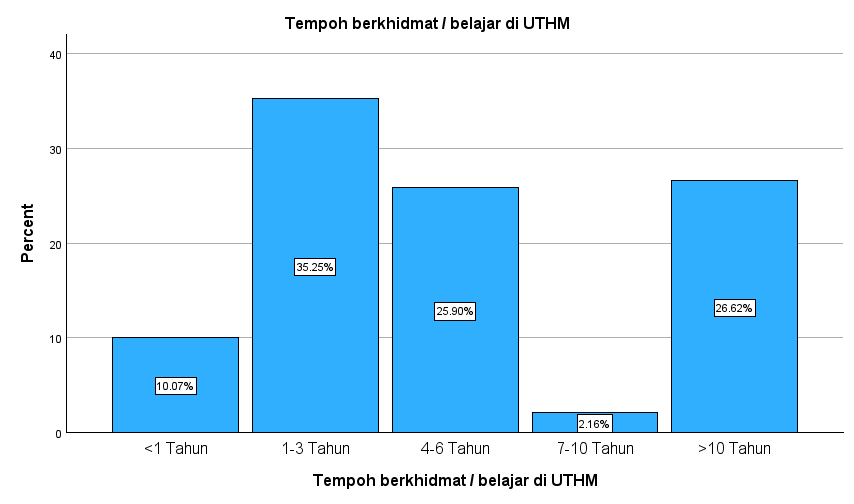 Tempoh berkhidmat / belajar di UTHM
Percent
40
30
20
10
0
10.07%
35.25%
25.90%
2.16%
26.62%
<1 Tahun
1-3 Tahun
4-6 Tahun
7-10 Tahun
>10 Tahun
Tempoh berkhidmat / belajar di UTHM